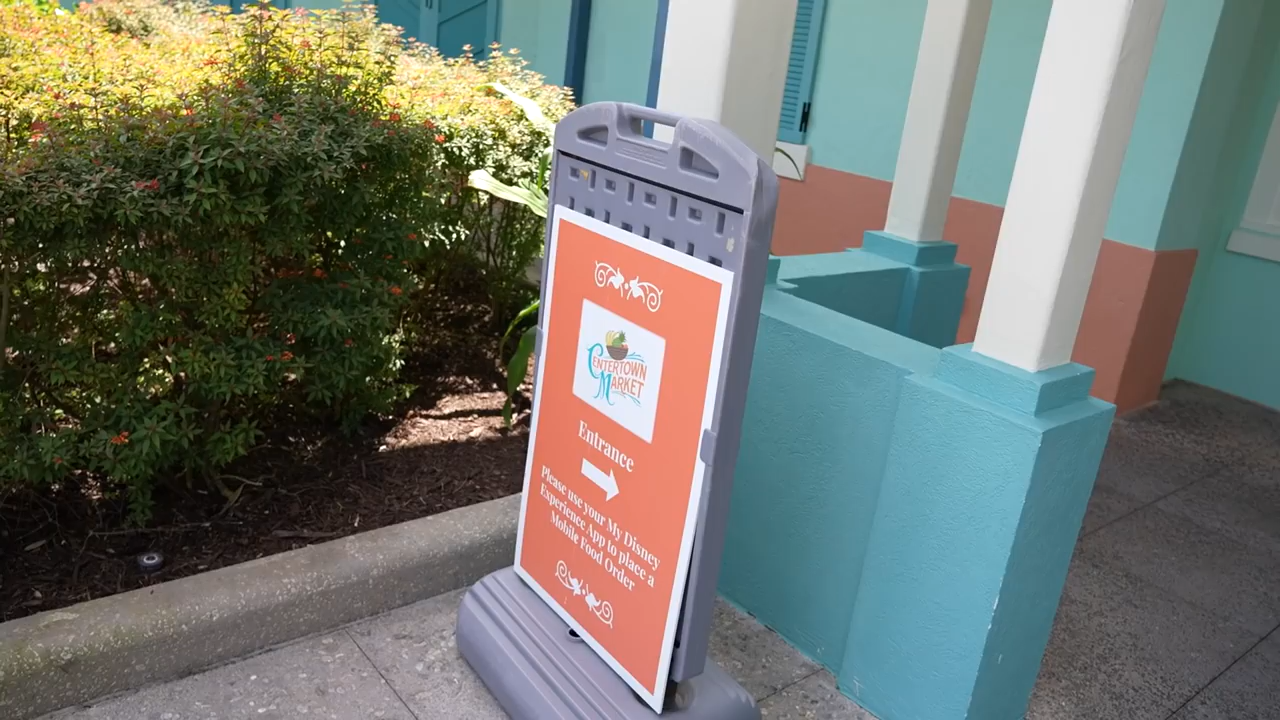 CENTERTOWN
MARKET
Entrance
Please use your My Disney
Experience App to place a
Mobile Food Order